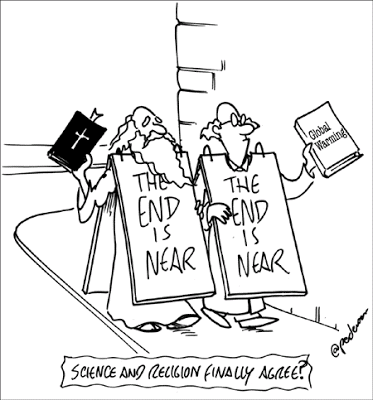 Global
Warming
THE
END
IS
NEAR
THE
END
IS
NEAR
SCIENCE AND RELIGION FINALLY AGREE?